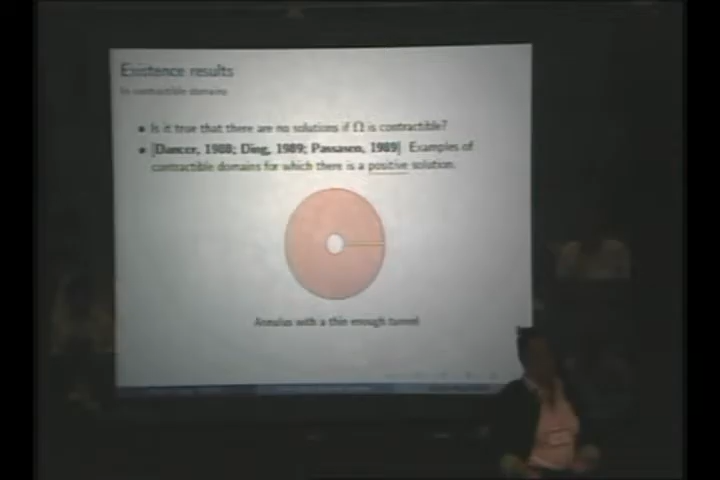 Existence results
In contractible domains
• Is it true that there are no solutions if Ω is contractible?
• [Dancer, 1988; Ding, 1989; Passaseo, 1989] Examples of
contractible domains for which there is a positive solution.
Annulus with a thin enough tunnel